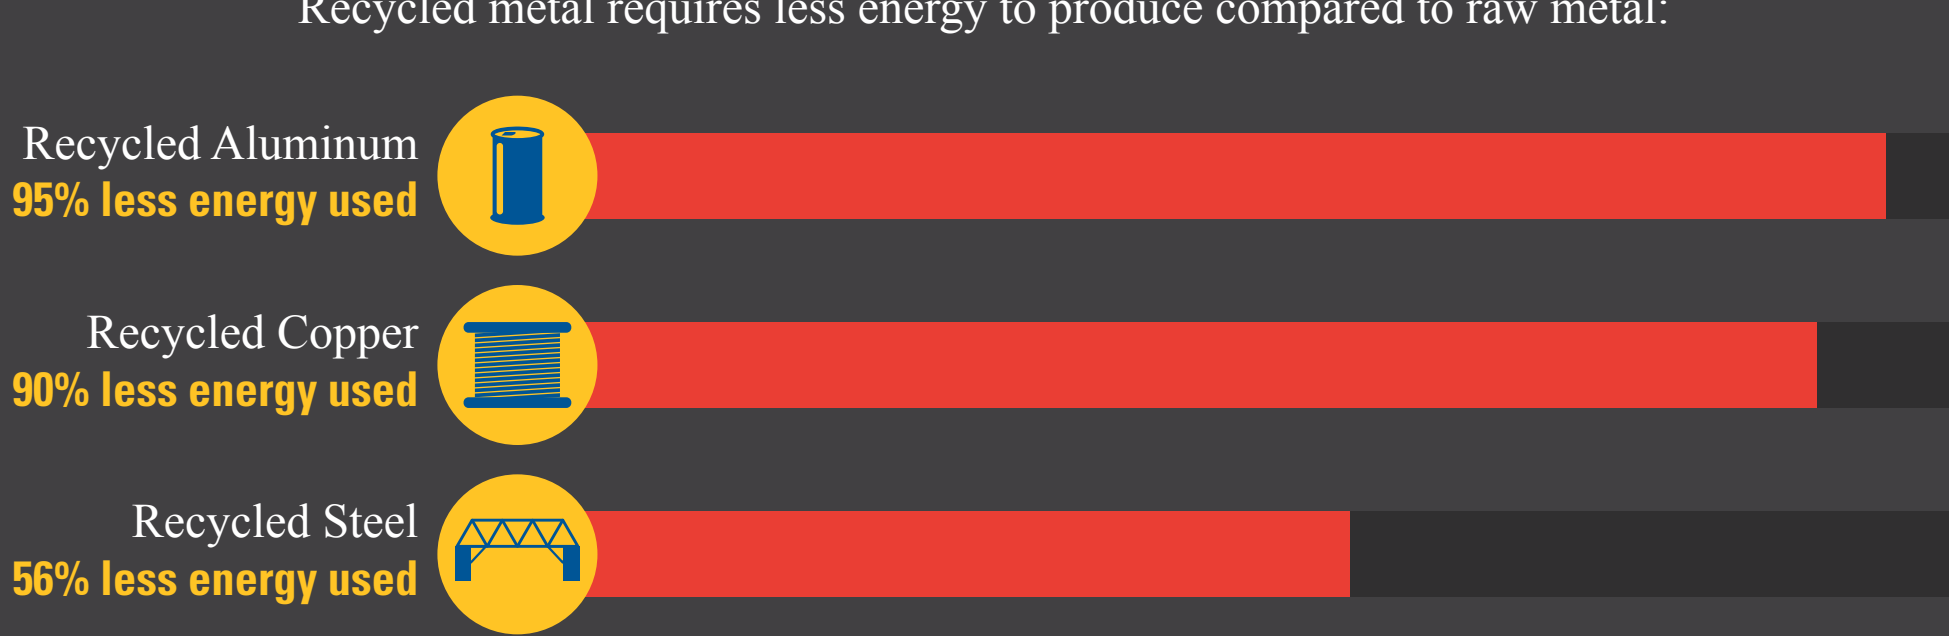 Recycled metal requires less energy to produce compared to raw metal:
Recycled Aluminum
95% less energy used
Recycled Copper
90% less energy used
Recycled Steel
56% less energy used